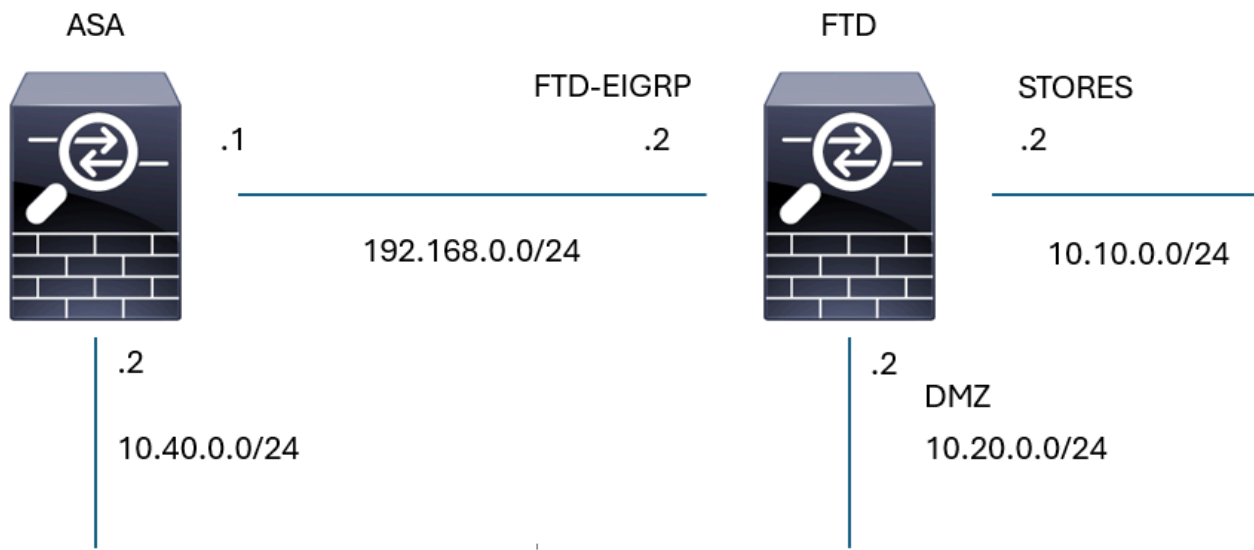 ASA
FTD
FTD-EIGRP
STORES
.1
.2
.2
192.168.0.0/24
10.10.0.0/24
.2
.2
DMZ
10.40.0.0/24
10.20.0.0/24